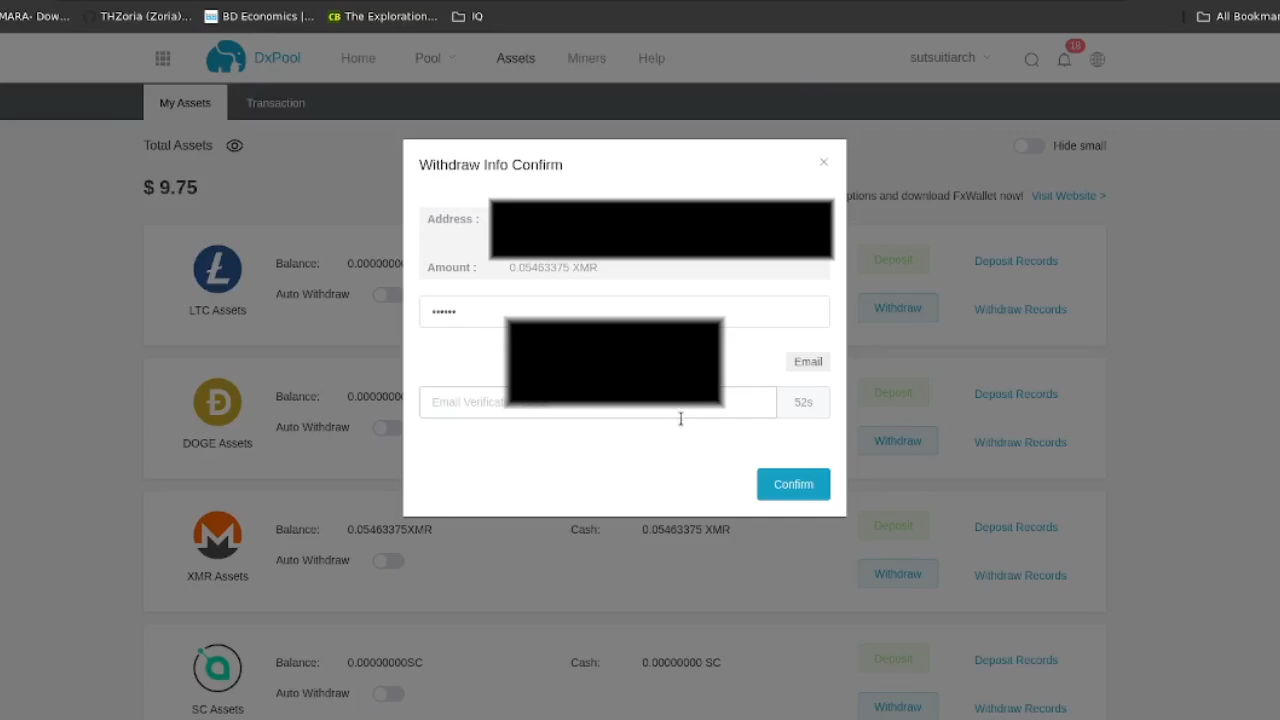 MARA- Dow... THZoria (Zoria)... BD Economics |... CB The Exploration... IQ All Bookmar
DxPool Home Pool Assets Miners Help sutsuitiarch 18
My Assets Transaction
Total Assets Hide small
$ 9.75
ptions and download FxWallet now! Visit Website >
Withdraw Info Confirm
Address :
Amount : 0.05463375 XMR
••••••
Email
Email Verificat 52s
Confirm
Balance: 0.0000000 Deposit Deposit Records
Auto Withdraw Withdraw Withdraw Records
LTC Assets
Balance: 0.0000000 Deposit Deposit Records
Auto Withdraw Withdraw Withdraw Records
DOGE Assets
Balance: 0.05463375XMR Cash: 0.05463375 XMR Deposit Deposit Records
Auto Withdraw Withdraw Withdraw Records
XMR Assets
Balance: 0.00000000SC Cash: 0.00000000 SC Deposit Deposit Records
Auto Withdraw Withdraw Withdraw Records
SC Assets